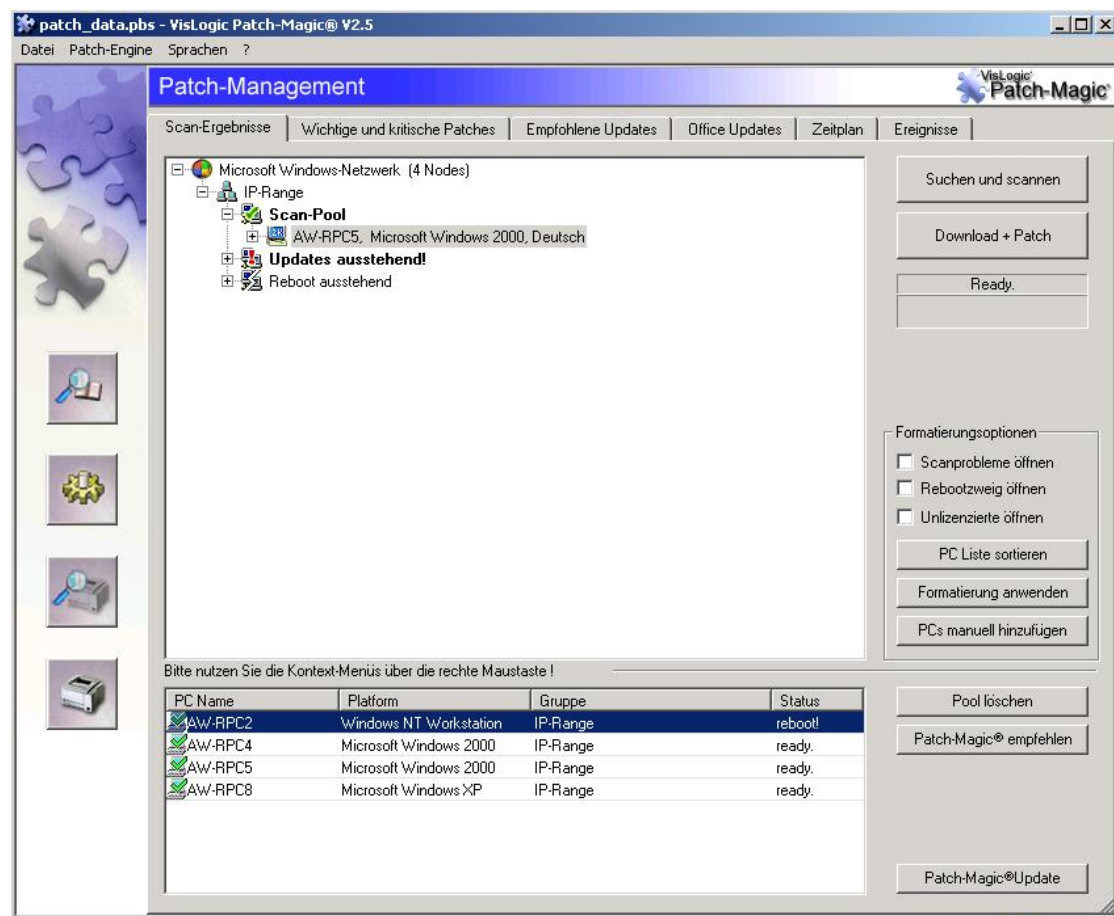 patch_data.pbs - VisLogic Patch-Magic® V2.5
Datei Patch-Engine Sprachen ?
Patch-Management
VisLogic®
Patch-Magic®
Scan-Ergebnisse Wichtige und kritische Patches Empfohlene Updates Office Updates Zeitplan Ereignisse
Microsoft Windows-Netzwerk (4 Nodes)
IP-Range
Scan-Pool
AW-RPC5, Microsoft Windows 2000, Deutsch
Updates ausstehend!
Reboot ausstehend
Suchen und scannen
Download + Patch
Ready.
Formatierungsoptionen
Scanprobleme öffnen
Rebootzweig öffnen
Unlizenzierte öffnen
PC Liste sortieren
Formatierung anwenden
PCs manuell hinzufügen
Bitte nutzen Sie die Kontext-Menüs über die rechte Maustaste !
PC Name Platform Gruppe Status
AW-RPC2 Windows NT Workstation IP-Range reboot!
AW-RPC4 Microsoft Windows 2000 IP-Range ready.
AW-RPC5 Microsoft Windows 2000 IP-Range ready.
AW-RPC8 Microsoft Windows XP IP-Range ready.
Pool löschen
Patch-Magic® empfehlen
Patch-Magic®Update